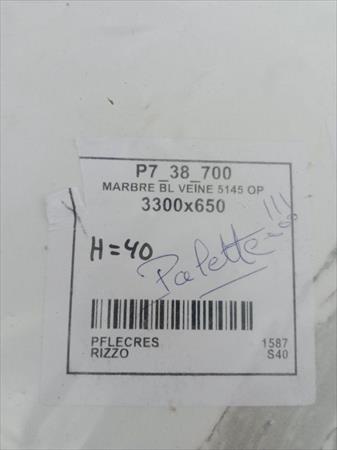 P7_38_700
MARBRE BL VEINE 5145 OP
3300x650
H=40
Palette !!!
PFLECRES 1587
RIZZO S40